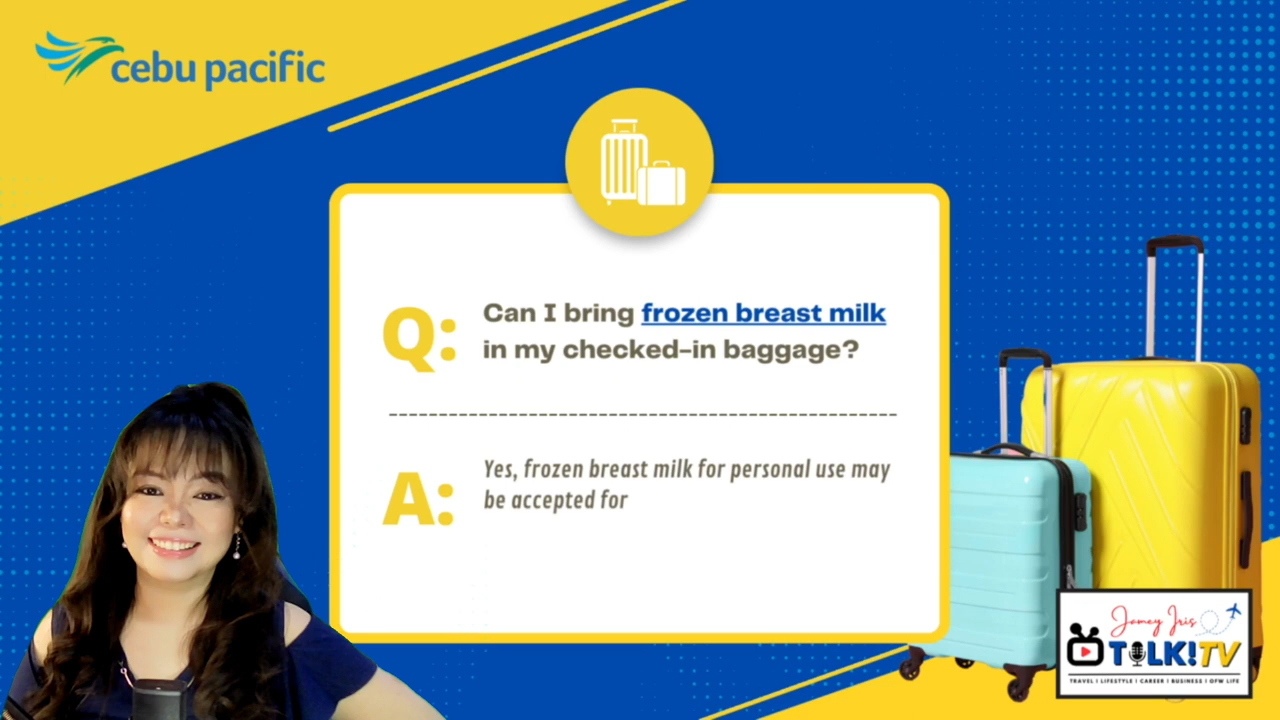 cebu pacific
Q:
Can I bring frozen breast milk
in my checked-in baggage?
A:
Yes, frozen breast milk for personal use may
be accepted for
Jamey Iris
TALK!TV
TRAVEL | LIFESTYLE | CAREER | BUSINESS | OFW LIFE